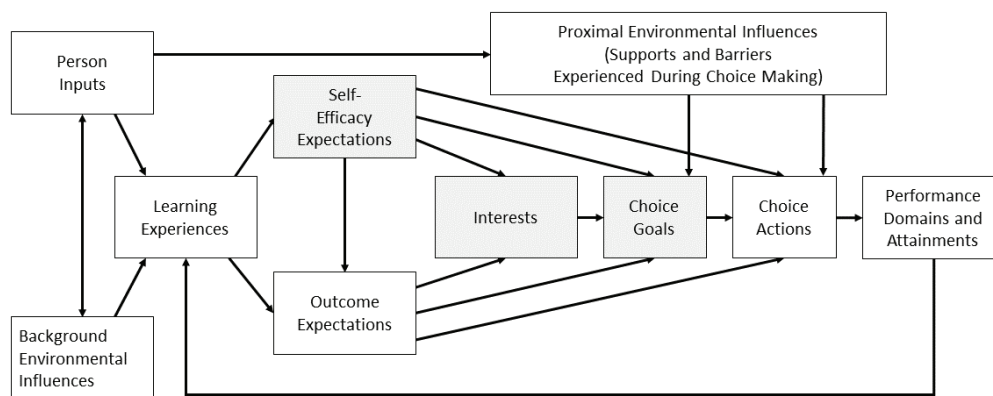 Person
Inputs
Proximal Environmental Influences
(Supports and Barriers
Experienced During Choice Making)
Self-
Efficacy
Expectations
Learning
Experiences
Interests
Choice
Goals
Choice
Actions
Performance
Domains and
Attainments
Outcome
Expectations
Background
Environmental
Influences